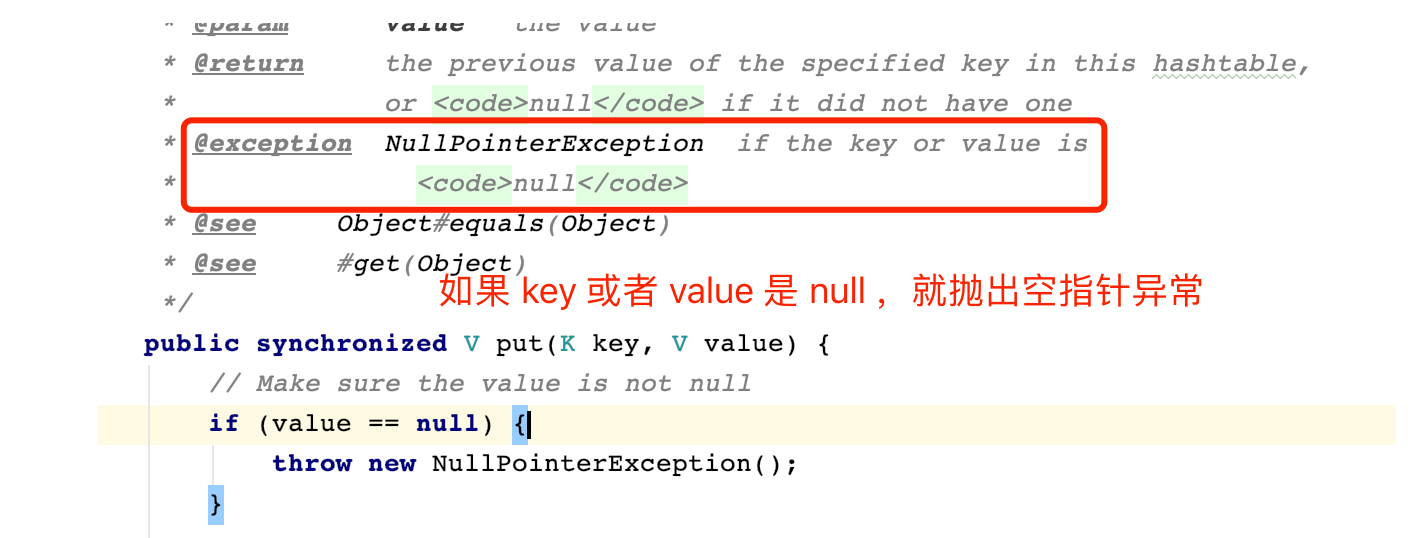 * @param      value   the value
* @return     the previous value of the specified key in this hashtable,
*             or <code>null</code> if it did not have one
* @exception  NullPointerException  if the key or value is
*               <code>null</code>
* @see     Object#equals(Object)
* @see     #get(Object)
如果 key 或者 value 是 null ，就抛出空指针异常
*/
public synchronized V put(K key, V value) {
// Make sure the value is not null
if (value == null) {
throw new NullPointerException();
}